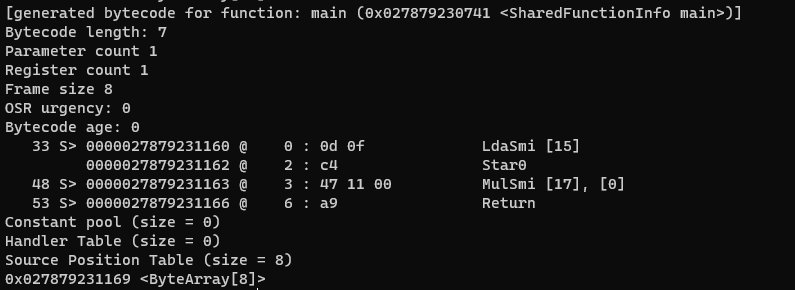 [generated bytecode for function: main (0x027879230741 <SharedFunctionInfo main>)]
Bytecode length: 7
Parameter count 1
Register count 1
Frame size 8
OSR urgency: 0
Bytecode age: 0
   33 S> 0000027879231160 @    0 : 0d 0f             LdaSmi [15]
         0000027879231162 @    2 : c4                Star0
   48 S> 0000027879231163 @    3 : 47 11 00          MulSmi [17], [0]
   53 S> 0000027879231166 @    6 : a9                Return
Constant pool (size = 0)
Handler Table (size = 0)
Source Position Table (size = 8)
0x027879231169 <ByteArray[8]>